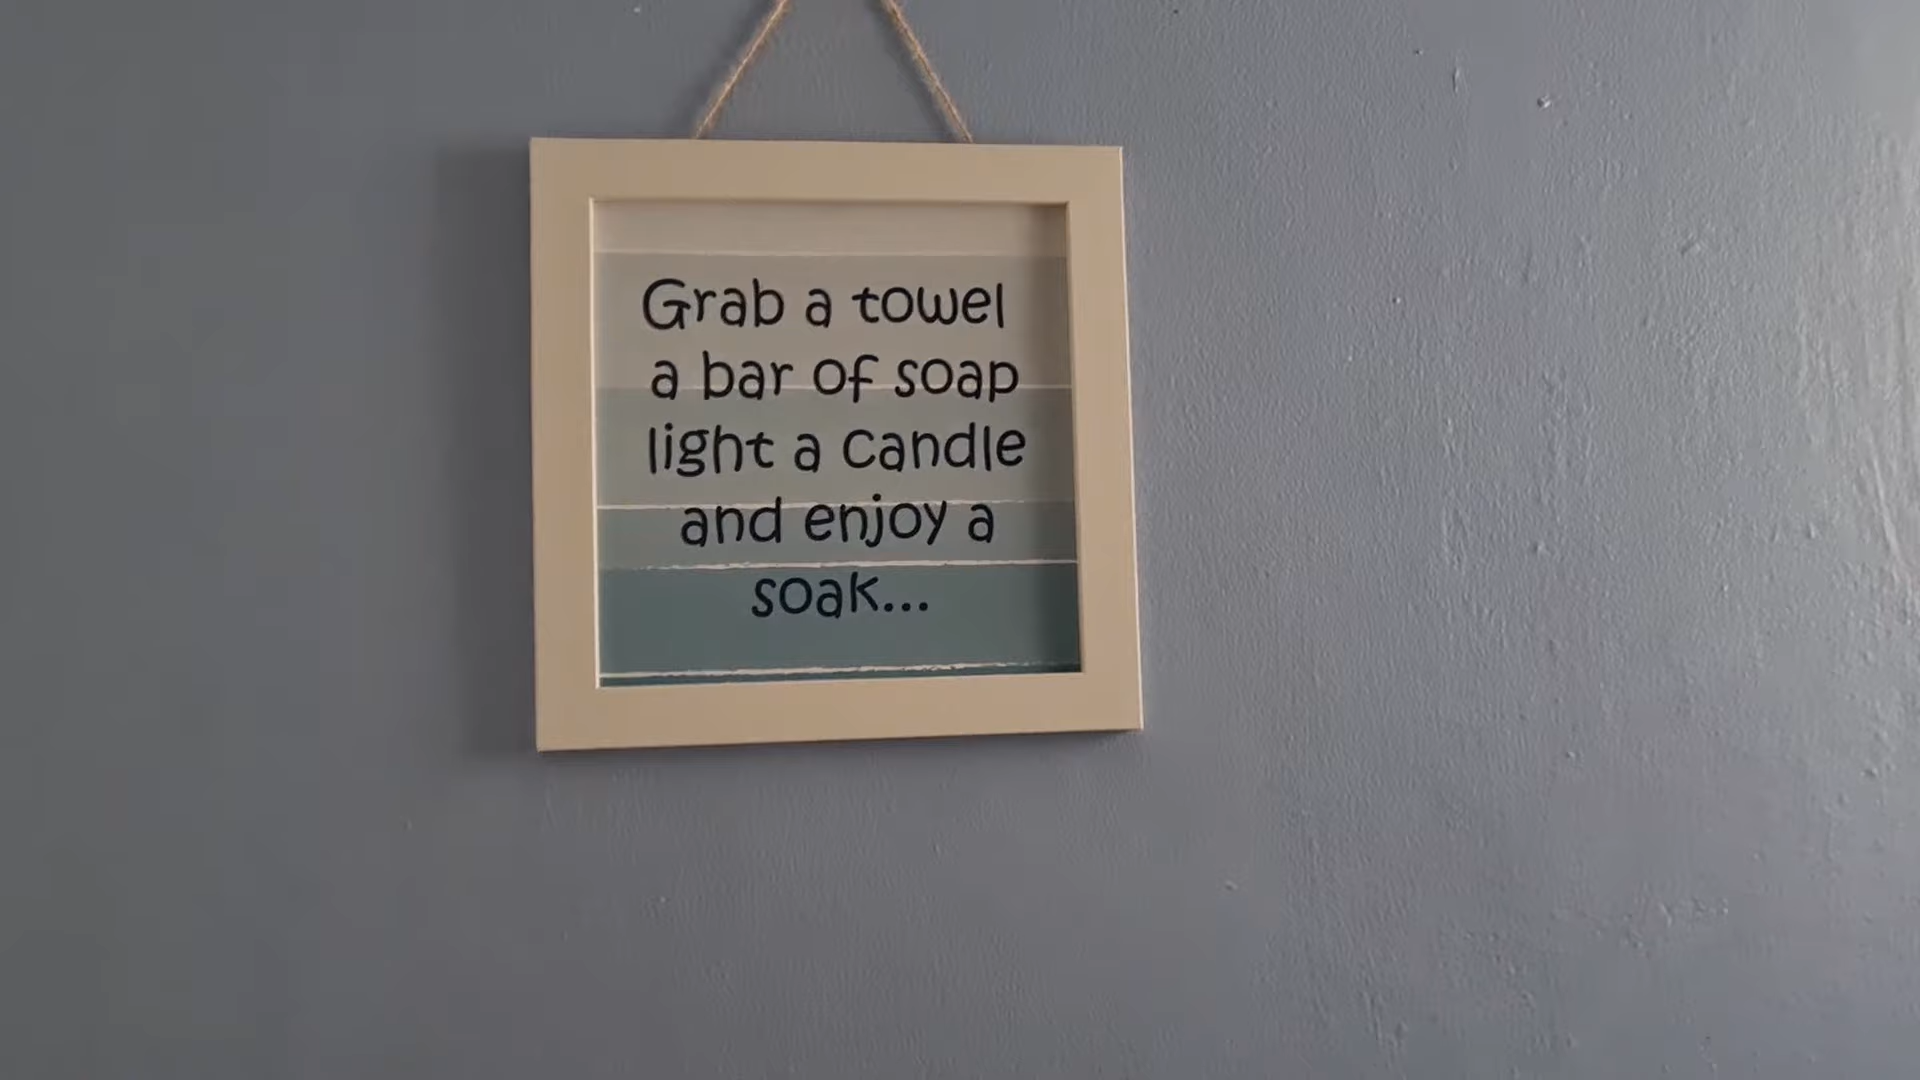 Grab a towel
a bar of soap
light a candle
and enjoy a
soak...